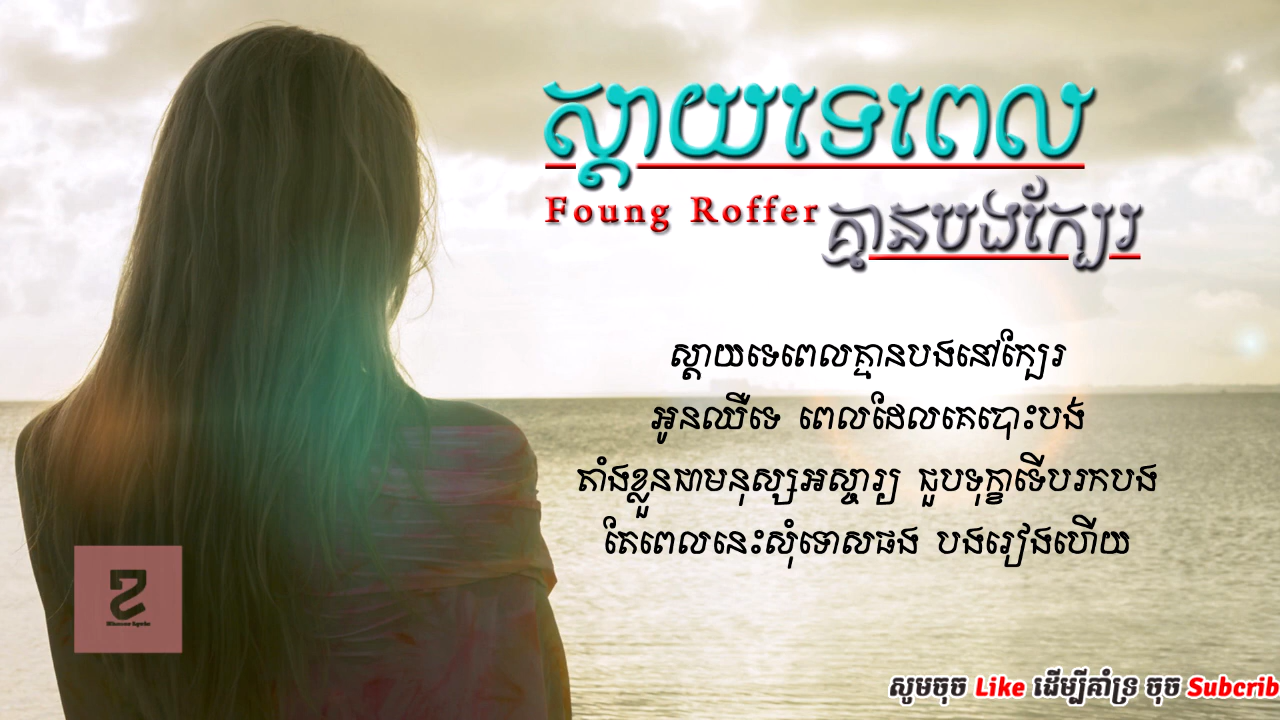 ស្ដាយទេពេល
Foung Roffer
គ្មានបងក្បែរ
ស្ដាយទេពេលគ្មានបងនៅក្បែរ
អូនឈឺទេ ពេលដែលគេបោះបង់
តាំងខ្លួនជាមនុស្សអស្ចារ្យ ជួបទុក្ខាទើបរកបង
តែពេលនេះសុំទោសផង បងរៀងហើយ
សូមចុច Like ដើម្បីគាំទ្រ ចុច Subcrib